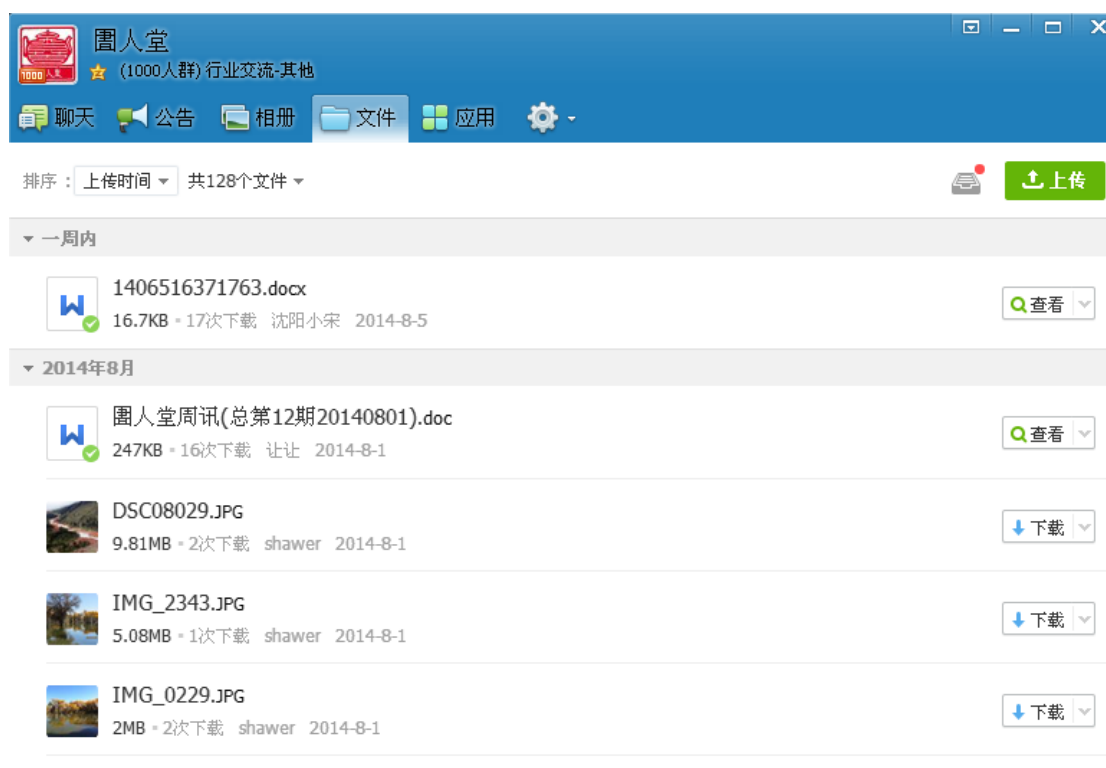 圕人堂
1000人氣
(1000人群) 行业交流-其他
聊天 公告 相册 文件 应用
排序： 上传时间 共128个文件 上传
一周内
1406516371763.docx
16.7KB 17次下载 沈阳小宋 2014-8-5 查看
2014年8月
圕人堂周讯(总第12期20140801).doc
247KB 16次下载 让让 2014-8-1 查看
DSC08029.JPG
9.81MB 2次下载 shawer 2014-8-1 下载
IMG_2343.JPG
5.08MB 1次下载 shawer 2014-8-1 下载
IMG_0229.JPG
2MB 2次下载 shawer 2014-8-1 下载